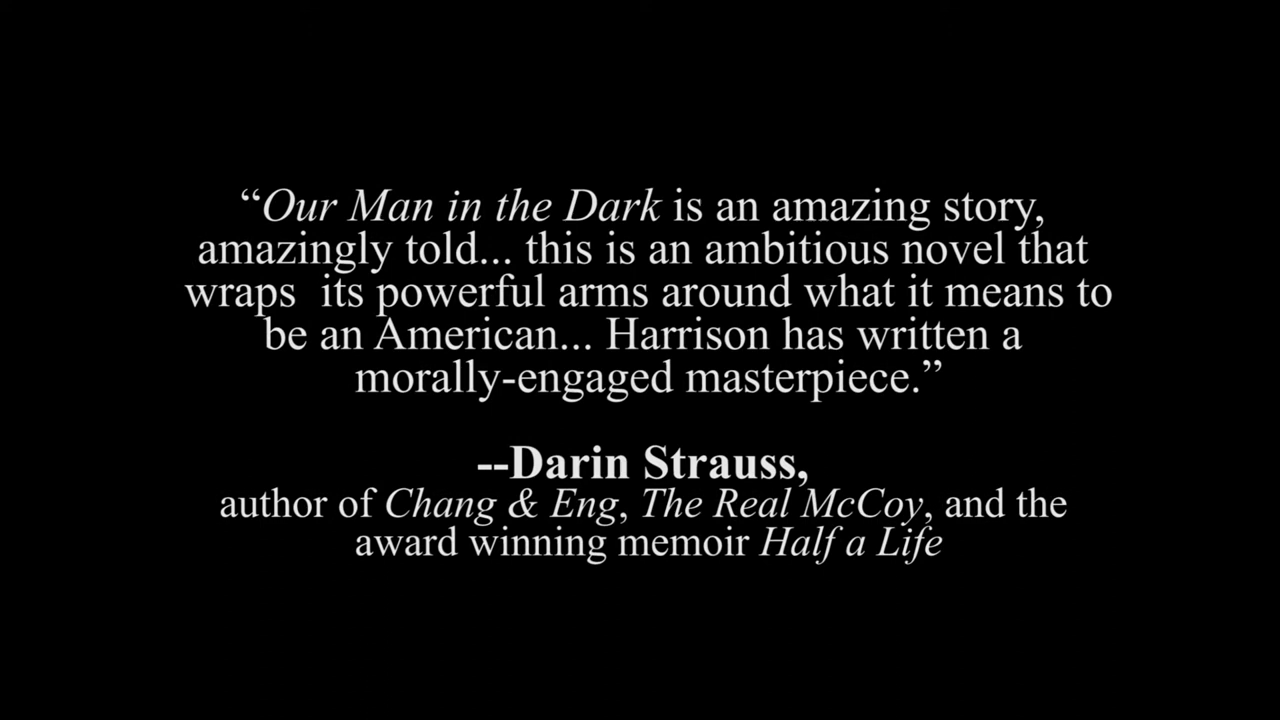 “Our Man in the Dark is an amazing story,
amazingly told... this is an ambitious novel that
wraps  its powerful arms around what it means to
be an American... Harrison has written a
morally-engaged masterpiece.”
--Darin Strauss,
author of Chang & Eng, The Real McCoy, and the
award winning memoir Half a Life